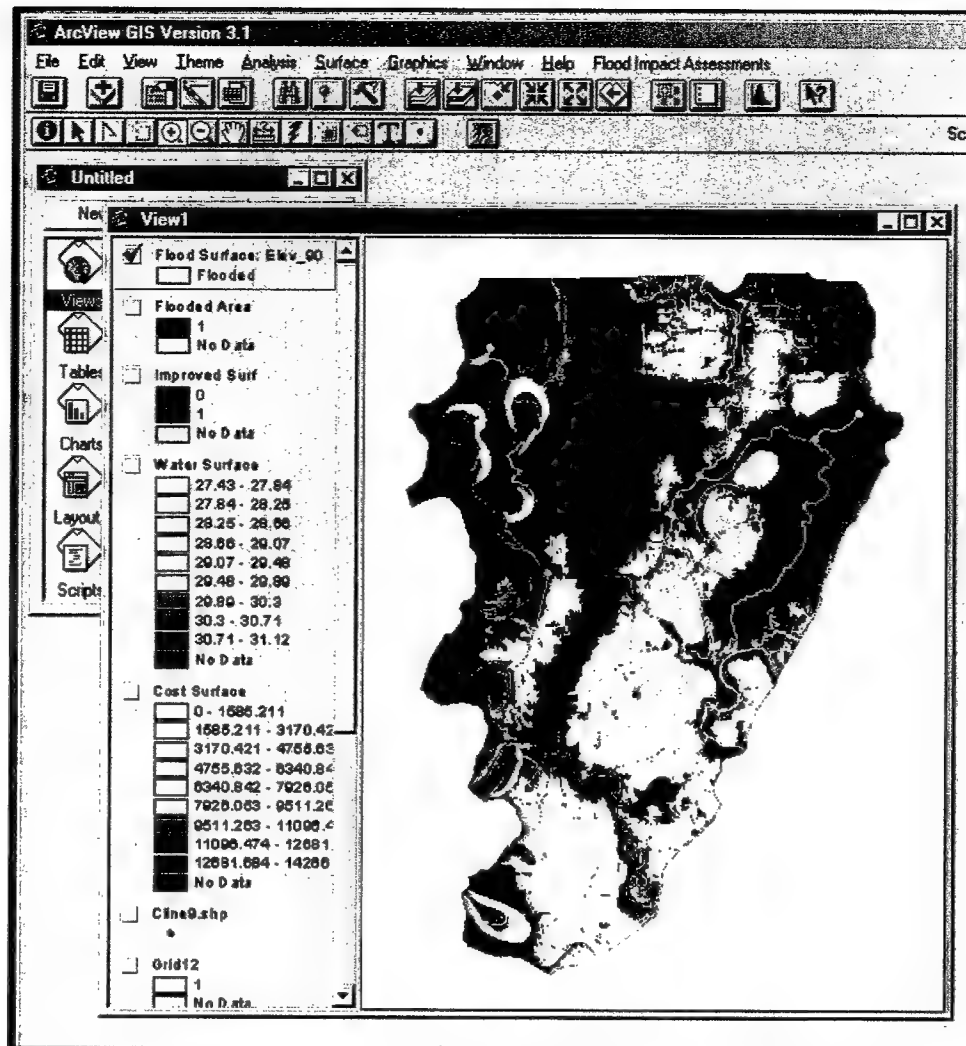 ArcView GIS Version 3.1
File Edit View Theme Analysis Surface Graphics Window Help Flood Impact Assessments
Sc
Untitled
New
Views
Tables
Charts
Layout
Scripts
View1
Flood Surface: Elev_90
Flooded
Flooded Area
1
No Data
Improved Surf
0
1
No Data
Water Surface
27.43 - 27.84
27.84 - 28.25
28.25 - 28.66
28.66 - 29.07
29.07 - 29.48
29.48 - 29.89
29.89 - 30.3
30.3 - 30.71
30.71 - 31.12
No Data
Cost Surface
0 - 1585.211
1585.211 - 3170.42
3170.421 - 4755.63
4755.632 - 6340.84
6340.842 - 7926.05
7926.053 - 9511.26
9511.263 - 11096.4
11096.474 - 12681.
12681.684 - 14266
No Data
Cline9.shp
Grid12
1
No Data